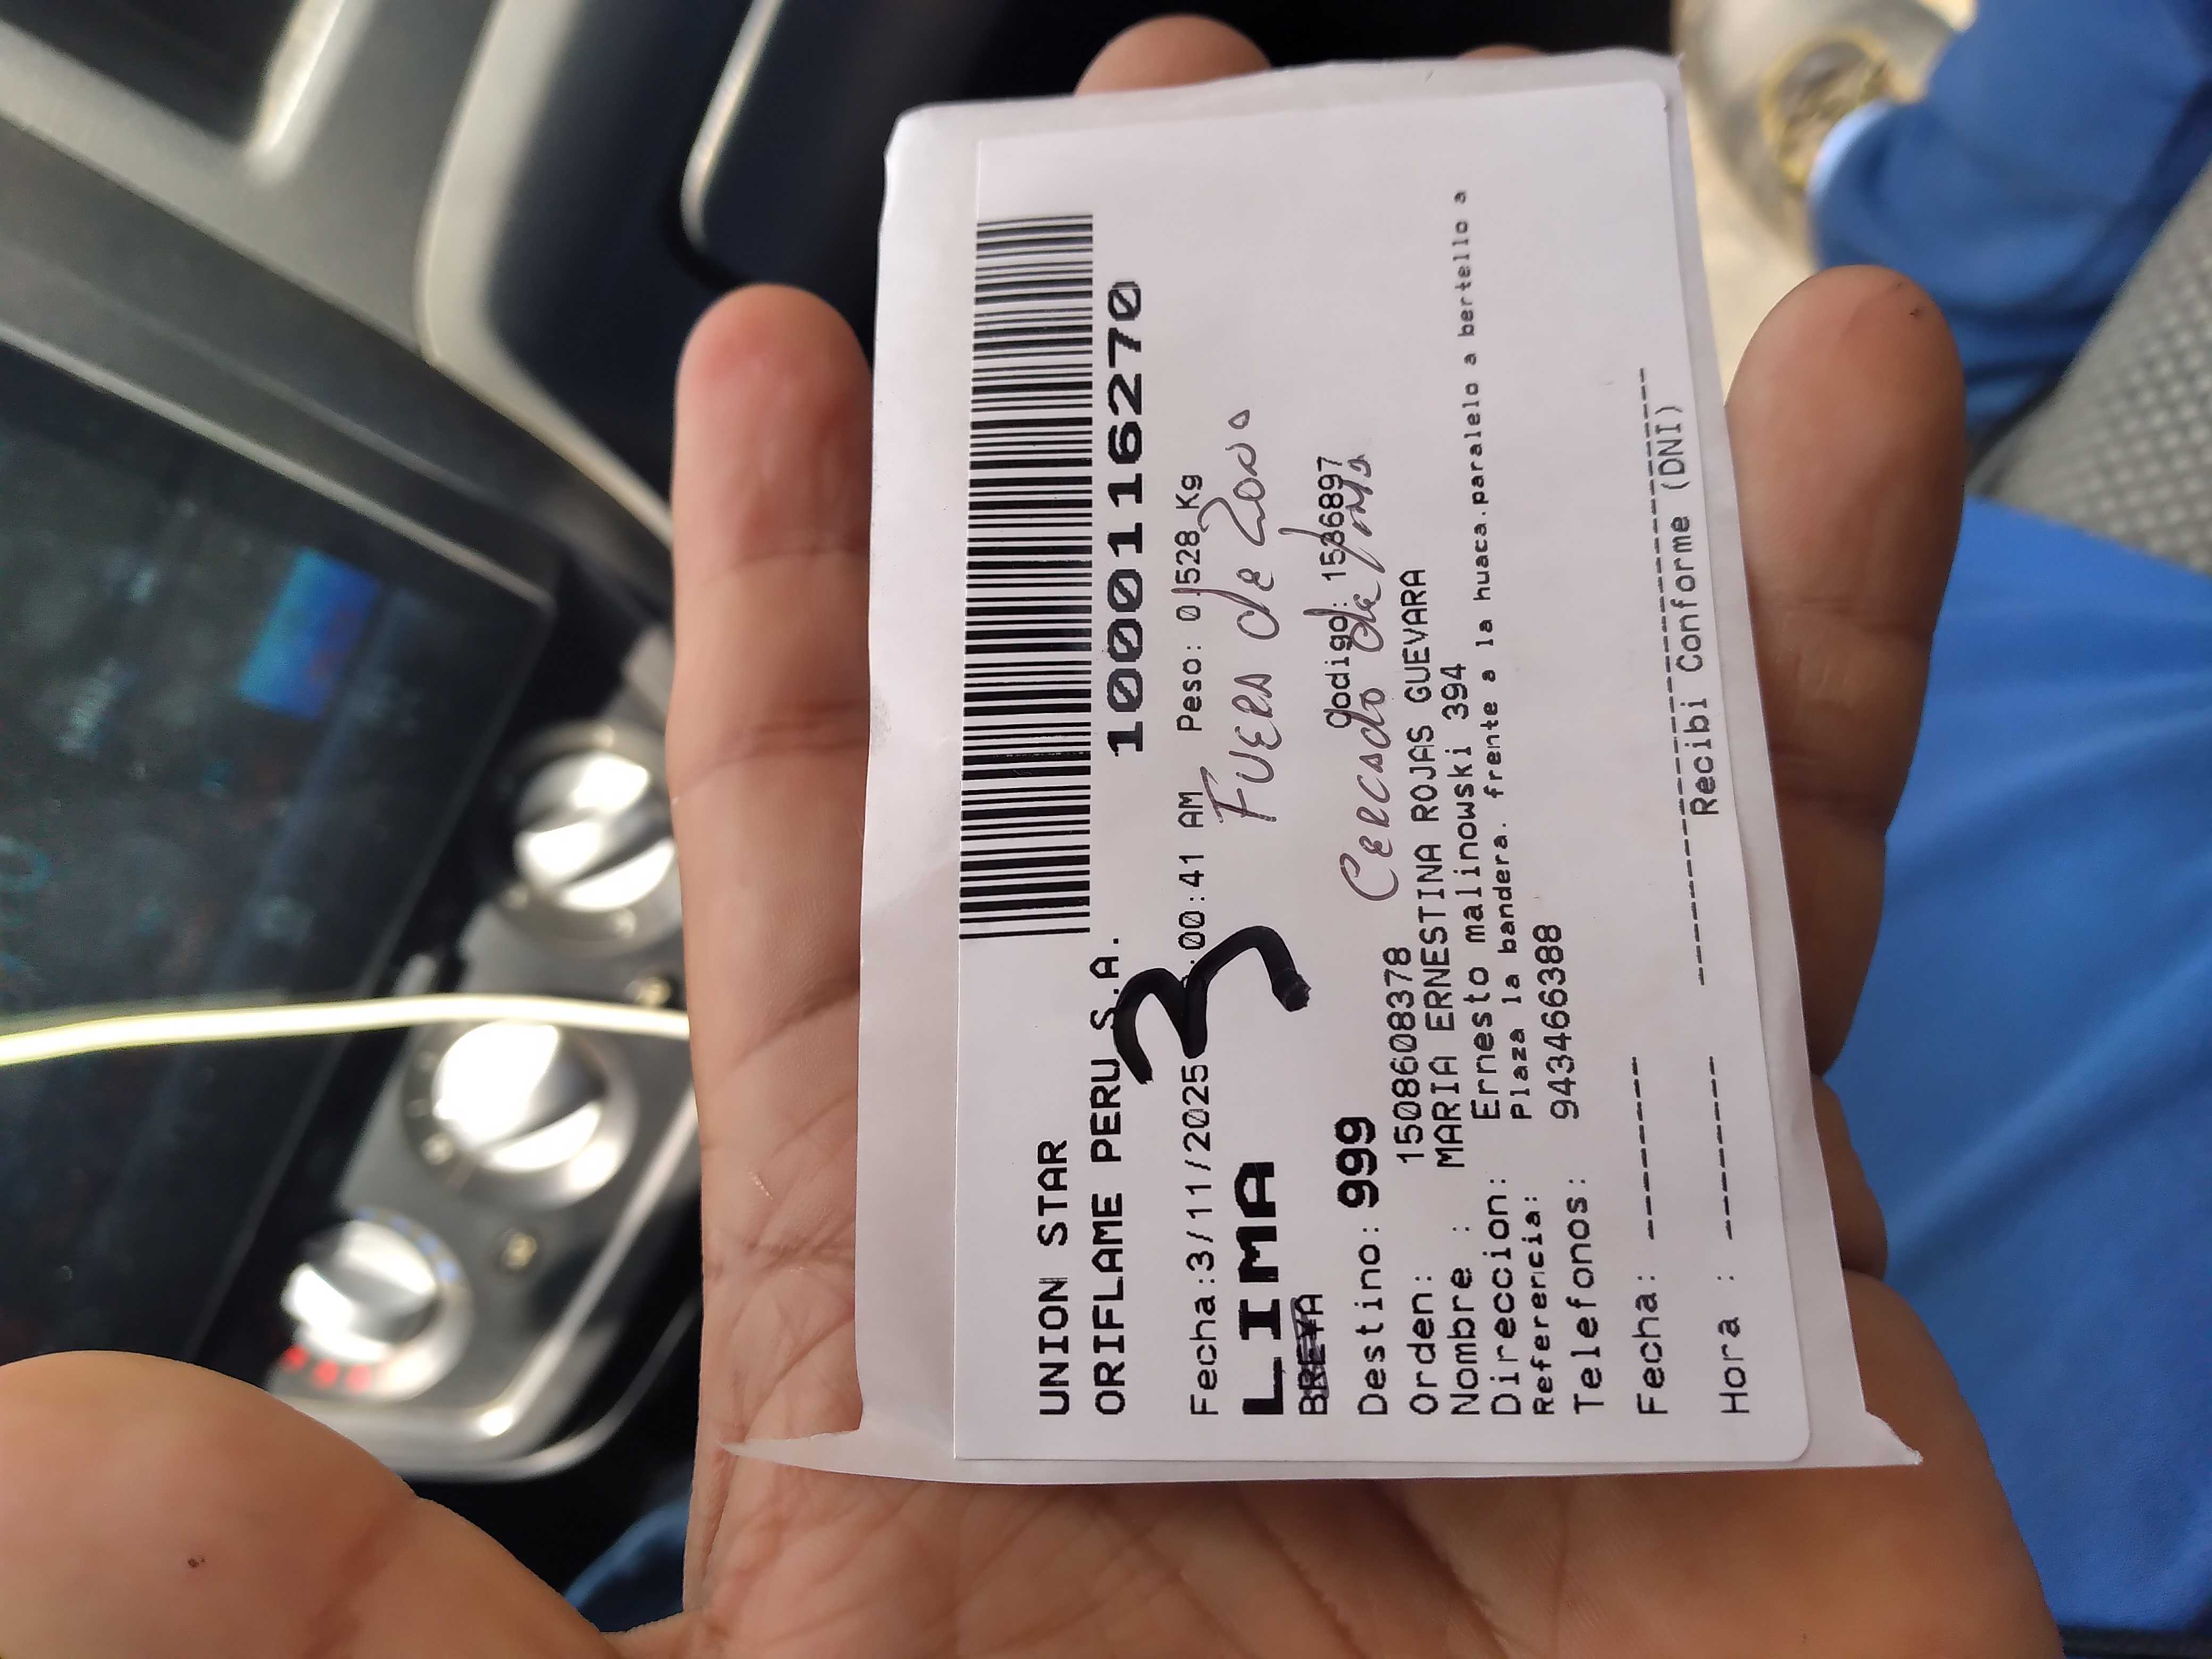 UNION STAR
ORIFLAME PERU S.A.
10001116270
Fecha:3/11/2025 :00:41 AM Peso: 0.528 Kg
3
LIMA
Fuera de Zona
BREÑA
Destino: 999 Codigo: 1536897
Cercado de Lima
Orden: 1508608378
Nombre : MARIA ERNESTINA ROJAS GUEVARA
Direccion: Ernesto malinowski 394
Referencia: Plaza la bandera. frente a la huaca.paralelo a bertello a
Telefonos: 943466388
Fecha: --------
Hora : --------
Recibi Conforme (DNI)